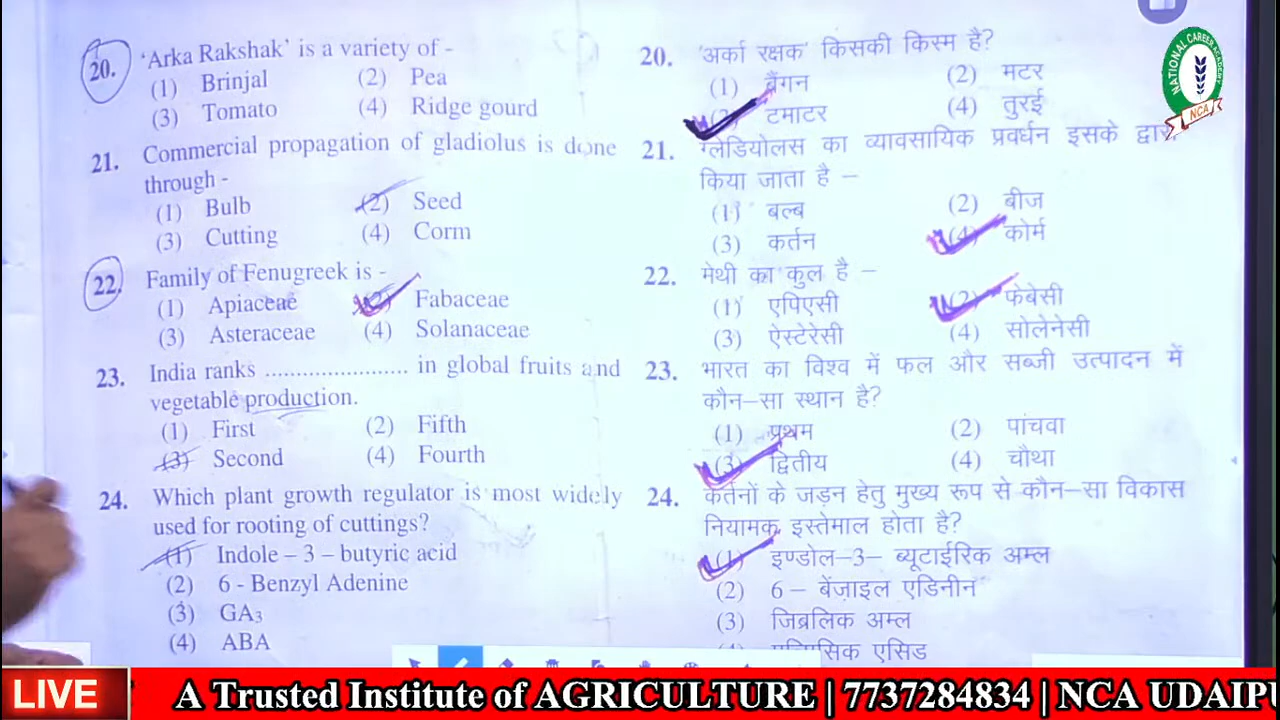 20. 'Arka Rakshak' is a variety of -
(1) Brinjal (2) Pea
(3) Tomato (4) Ridge gourd
21. Commercial propagation of gladiolus is done
through -
(1) Bulb (2) Seed
(3) Cutting (4) Corm
22. Family of Fenugreek is -
(1) Apiaceae (2) Fabaceae
(3) Asteraceae (4) Solanaceae
23. India ranks ....................... in global fruits and
vegetable production.
(1) First (2) Fifth
(3) Second (4) Fourth
24. Which plant growth regulator is most widely
used for rooting of cuttings?
(1) Indole – 3 – butyric acid
(2) 6 - Benzyl Adenine
(3) GA₃
(4) ABA
20. 'अर्का रक्षक' किसकी किस्म है?
(1) बैंगन (2) मटर
(3) टमाटर (4) तुरई
21. ग्लेडियोलस का व्यावसायिक प्रवर्धन इसके द्वारा
किया जाता है –
(1) बल्ब (2) बीज
(3) कर्तन (4) कोर्म
22. मेथी का कुल है –
(1) एपिएसी (2) फेबेसी
(3) ऐस्टेरेसी (4) सोलेनेसी
23. भारत का विश्व में फल और सब्जी उत्पादन में
कौन–सा स्थान है?
(1) प्रथम (2) पांचवा
(3) द्वितीय (4) चौथा
24. कर्तनों के जड़न हेतु मुख्य रूप से कौन–सा विकास
नियामक इस्तेमाल होता है?
(1) इण्डोल–3– ब्यूटाईरिक अम्ल
(2) 6 – बेंज़ाइल एडिनीन
(3) जिब्रलिक अम्ल
एसिड
NATIONAL CAREER ACADEMY
NCA
LIVE A Trusted Institute of AGRICULTURE | 7737284834 | NCA UDAIPU